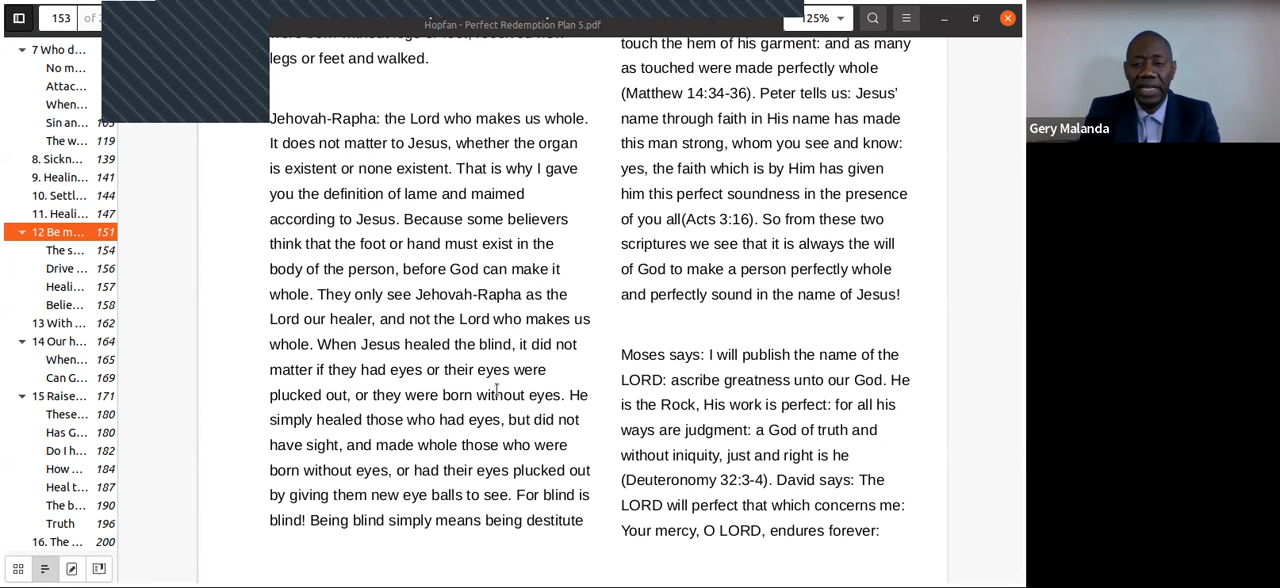 153
of
Hopfan - Perfect Redemption Plan 5.pdf
125%
7 Who d...
No m...
Attac...
When...
Sin an...
105
The w...
119
8. Sickn...
139
9. Healin...
141
10. Settl...
144
11. Heali...
147
12 Be m...
151
The s...
154
Drive ...
156
Heali...
157
Belie...
158
13 With ...
162
14 Our h...
164
When...
165
Can G...
169
15 Raise...
171
These...
180
Has G...
180
Do I h...
182
How ...
184
Heal t...
187
The b...
190
Truth
196
16. The ...
200
legs or feet and walked.
Jehovah-Rapha: the Lord who makes us whole.
It does not matter to Jesus, whether the organ
is existent or none existent. That is why I gave
you the definition of lame and maimed
according to Jesus. Because some believers
think that the foot or hand must exist in the
body of the person, before God can make it
whole. They only see Jehovah-Rapha as the
Lord our healer, and not the Lord who makes us
whole. When Jesus healed the blind, it did not
matter if they had eyes or their eyes were
plucked out, or they were born without eyes. He
simply healed those who had eyes, but did not
have sight, and made whole those who were
born without eyes, or had their eyes plucked out
by giving them new eye balls to see. For blind is
blind! Being blind simply means being destitute
touch the hem of his garment: and as many
as touched were made perfectly whole
(Matthew 14:34-36). Peter tells us: Jesus'
name through faith in His name has made
this man strong, whom you see and know:
yes, the faith which is by Him has given
him this perfect soundness in the presence
of you all(Acts 3:16). So from these two
scriptures we see that it is always the will
of God to make a person perfectly whole
and perfectly sound in the name of Jesus!
Moses says: I will publish the name of the
LORD: ascribe greatness unto our God. He
is the Rock, His work is perfect: for all his
ways are judgment: a God of truth and
without iniquity, just and right is he
(Deuteronomy 32:3-4). David says: The
LORD will perfect that which concerns me:
Your mercy, O LORD, endures forever:
Gery Malanda